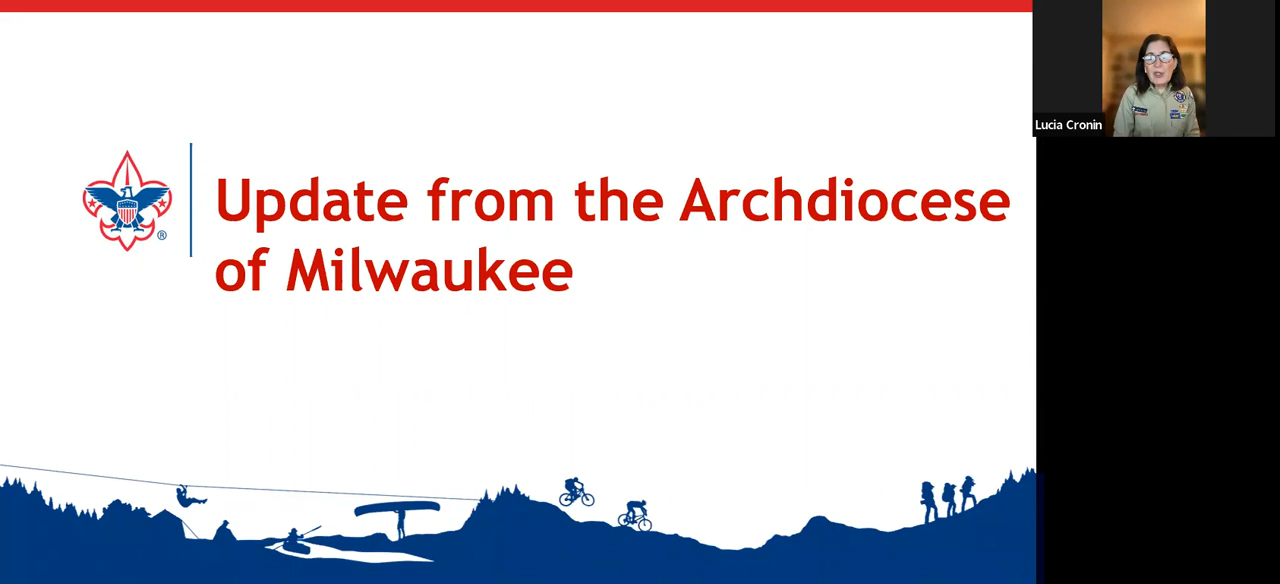 Update from the Archdiocese
of Milwaukee
®
Lucia Cronin